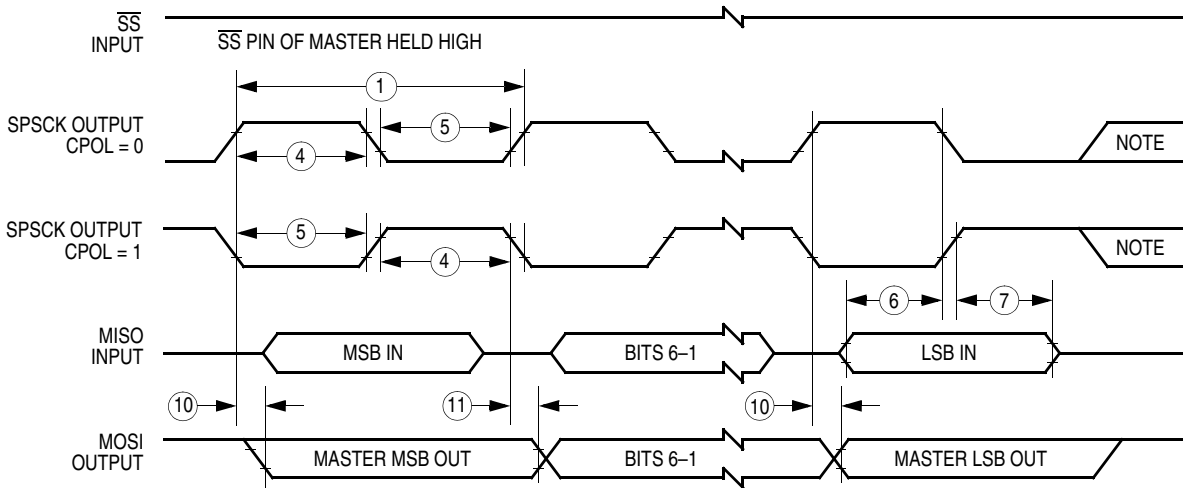 SS
INPUT
SS PIN OF MASTER HELD HIGH
1
SPSCK OUTPUT
CPOL = 0
5
4
NOTE
SPSCK OUTPUT
CPOL = 1
5
4
NOTE
6
7
MISO
INPUT
MSB IN
BITS 6–1
LSB IN
10
11
10
MOSI
OUTPUT
MASTER MSB OUT
BITS 6–1
MASTER LSB OUT